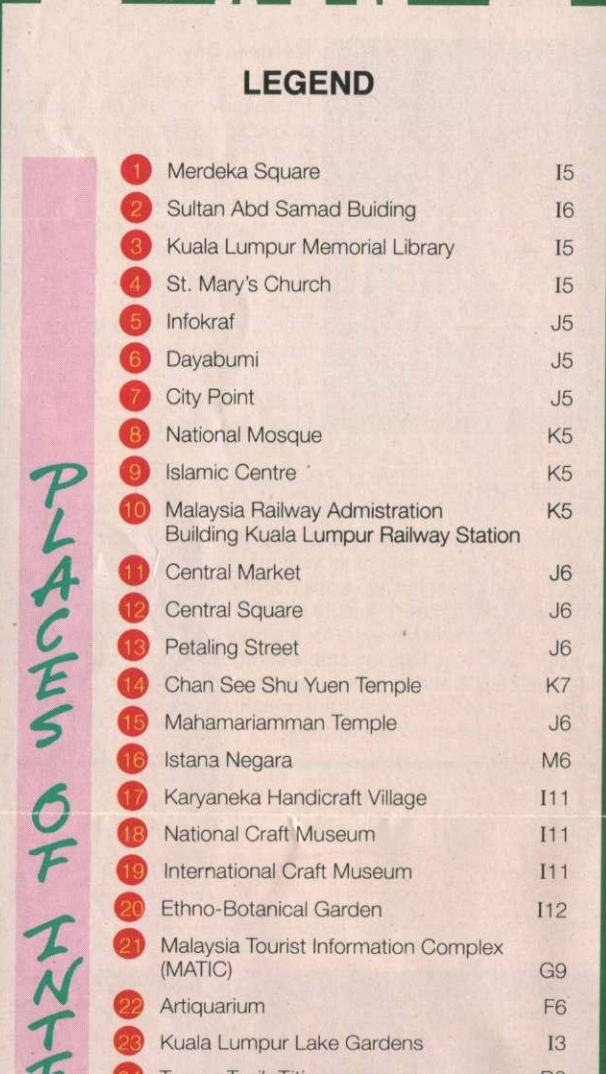 LEGEND
PLACES OF INTE
1 Merdeka Square I5
2 Sultan Abd Samad Buiding I6
3 Kuala Lumpur Memorial Library I5
4 St. Mary's Church I5
5 Infokraf J5
6 Dayabumi J5
7 City Point J5
8 National Mosque K5
9 Islamic Centre K5
10 Malaysia Railway Admistration K5
Building Kuala Lumpur Railway Station
11 Central Market J6
12 Central Square J6
13 Petaling Street J6
14 Chan See Shu Yuen Temple K7
15 Mahamariamman Temple J6
16 Istana Negara M6
17 Karyaneka Handicraft Village I11
18 National Craft Museum I11
19 International Craft Museum I11
20 Ethno-Botanical Garden I12
21 Malaysia Tourist Information Complex
(MATIC) G9
22 Artiquarium F6
23 Kuala Lumpur Lake Gardens I3